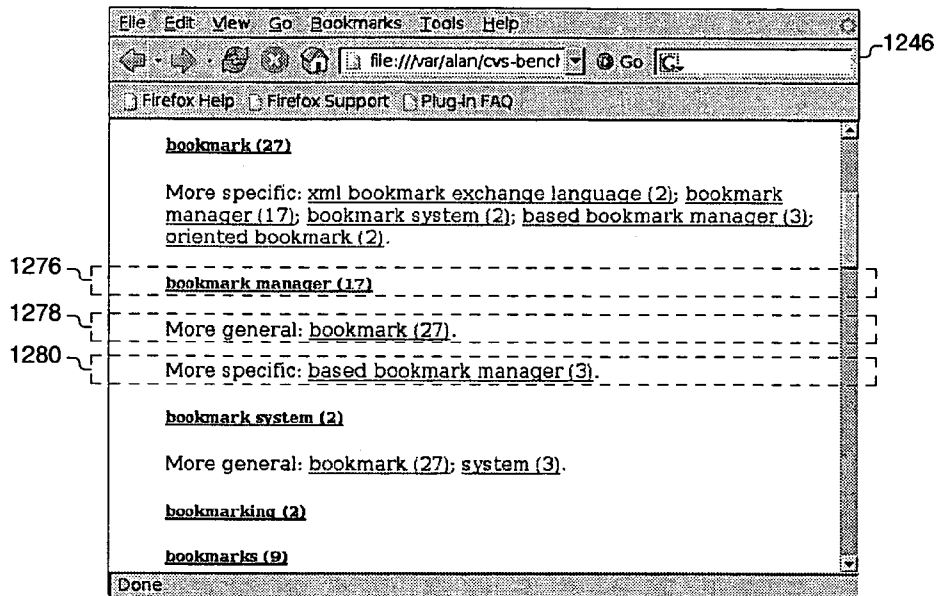 File Edit View Go Bookmarks Tools Help
file:///var/alan/cvs-bench Go G
1246
Firefox Help Firefox Support Plug-in FAQ
bookmark (27)
More specific: xml bookmark exchange language (2); bookmark
manager (17); bookmark system (2); based bookmark manager (3);
oriented bookmark (2).
1276
bookmark manager (17)
1278
More general: bookmark (27).
1280
More specific: based bookmark manager (3).
bookmark system (2)
More general: bookmark (27); system (3).
bookmarking (2)
bookmarks (9)
Done